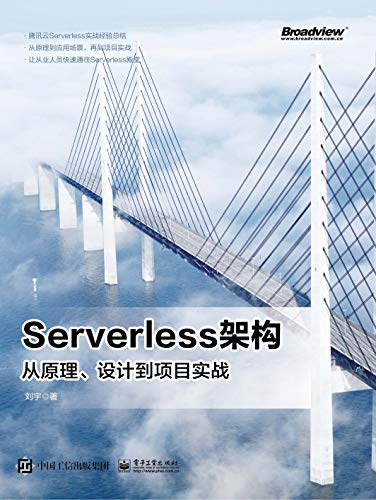 Broadview®
www.broadview.com.cn
· 腾讯云Serverless实战经验总结
· 从原理到应用场景，再到项目实战
· 让从业人员快速通往Serverless殿堂
Serverless架构
从原理、设计到项目实战
刘宇◎著
中国工信出版集团
电子工业出版社